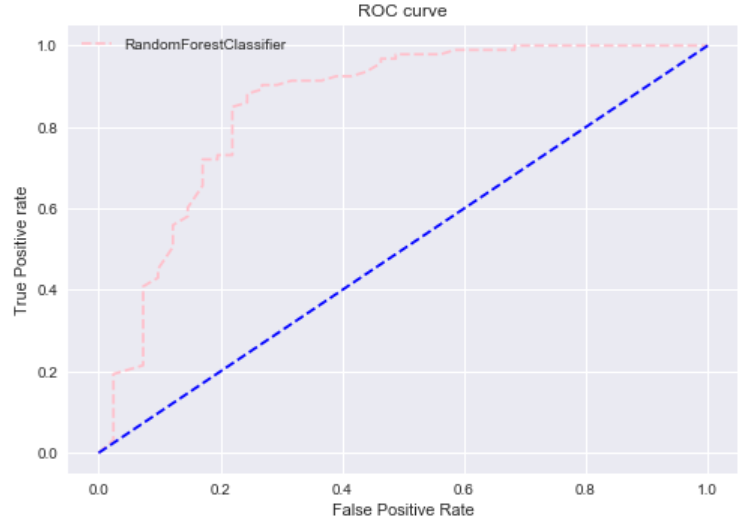 ROC curve
RandomForestClassifier
True Positive rate
1.0
0.8
0.6
0.4
0.2
0.0
0.0 0.2 0.4 0.6 0.8 1.0
False Positive Rate